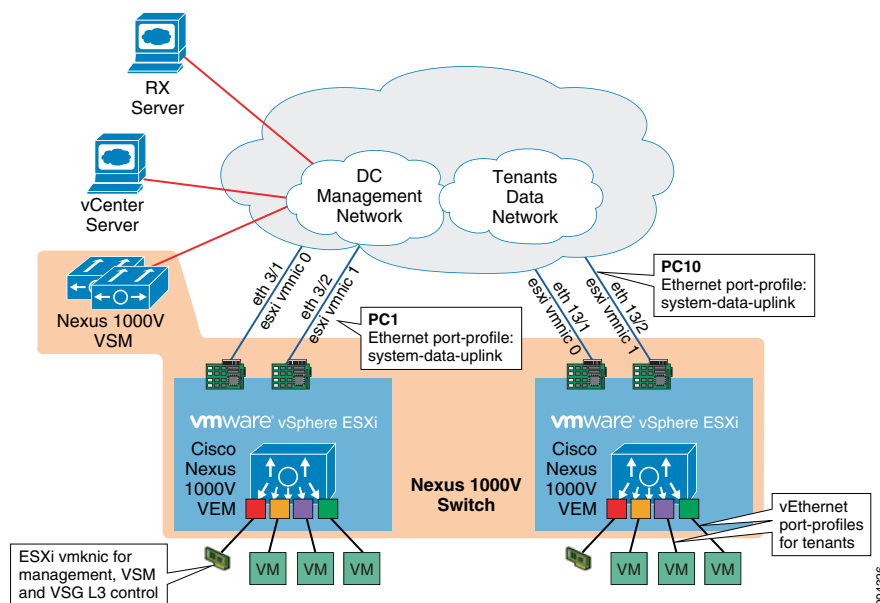 RX
Server
vCenter
Server
DC
Management
Network
Tenants
Data
Network
Nexus 1000V
VSM
eth 3/1
esxi vmnic 0
eth 3/2
esxi vmnic 1
PC1
Ethernet port-profile:
system-data-uplink
eth 13/1
esxi vmnic 0
eth 13/2
esxi vmnic 1
PC10
Ethernet port-profile:
system-data-uplink
vmware vSphere ESXi
Cisco
Nexus
1000V
VEM
Nexus 1000V
Switch
vmware vSphere ESXi
Cisco
Nexus
1000V
VEM
vEthernet
port-profiles
for tenants
ESXi vmknic for
management, VSM
and VSG L3 control
VM
VM
VM
VM
VM
VM